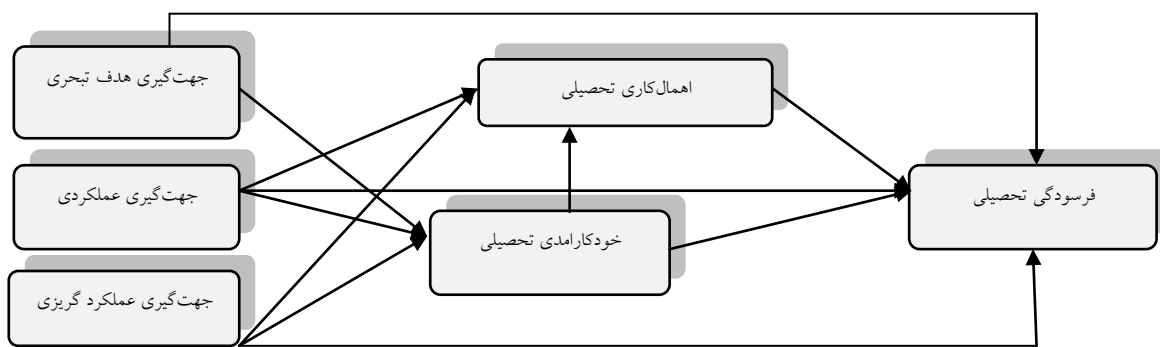 جهت‌گیری هدف تبحری
اهمال‌کاری تحصیلی
جهت‌گیری عملکردی
فرسودگی تحصیلی
خودکارامدی تحصیلی
جهت‌گیری عملکرد گریزی